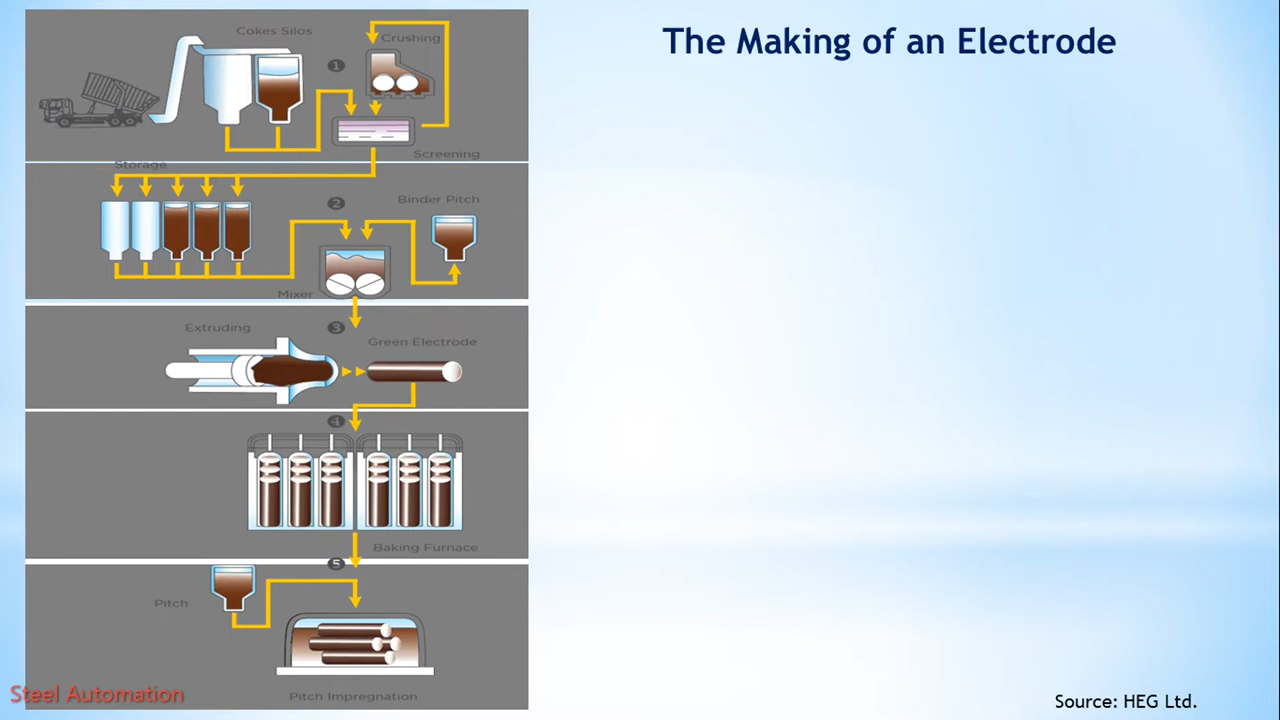 The Making of an Electrode
Cokes Silos
Crushing
1
Screening
Storage
2
Binder Pitch
Mixer
3
Extruding
Green Electrode
4
Baking Furnace
5
Pitch
Pitch Impregnation
Steel Automation
Source: HEG Ltd.